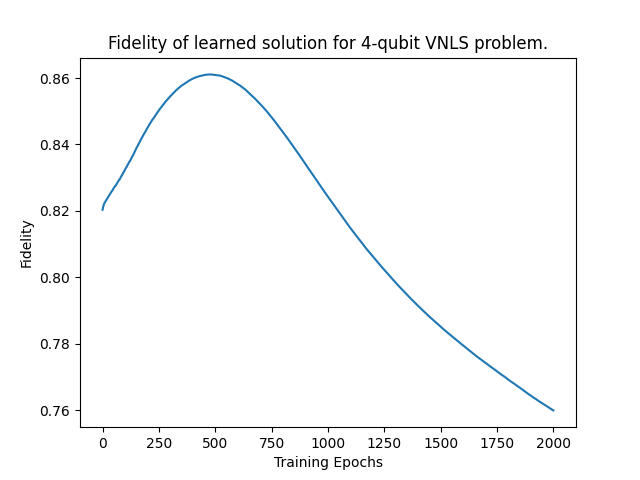 Fidelity of learned solution for 4-qubit VNLS problem.
0.86
0.84
0.82
0.80
0.78
0.76
Fidelity
0 250 500 750 1000 1250 1500 1750 2000
Training Epochs